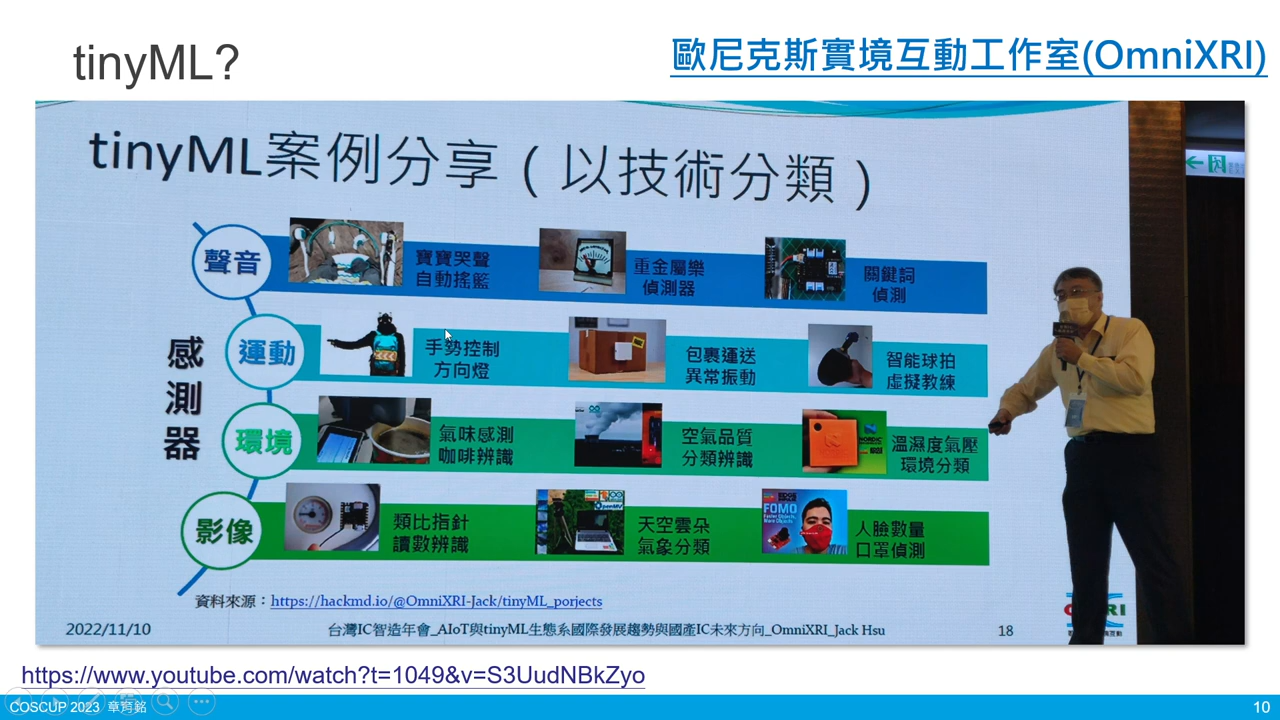 tinyML?
歐尼克斯實境互動工作室(OmniXRI)
tinyML案例分享（以技術分類）
感測器
聲音
寶寶哭聲
自動搖籃
重金屬樂
偵測器
關鍵詞
偵測
運動
手勢控制
方向燈
包裹運送
異常振動
智能球拍
虛擬教練
環境
氣味感測
咖啡辨識
空氣品質
分類辨識
NORDIC
溫濕度氣壓
環境分類
影像
類比指針
讀數辨識
OpenMV
天空雲朵
氣象分類
FOMO
人臉數量
口罩偵測
資料來源：https://hackmd.io/@OmniXRI-Jack/tinyML_porjects
2022/11/10
台灣IC智造年會_AIoT與tinyML生態系國際發展趨勢與國產IC未來方向_OmniXRI_Jack Hsu
18
https://www.youtube.com/watch?t=1049&v=S3UudNBkZyo
COSCUP 2023 章育銘
10